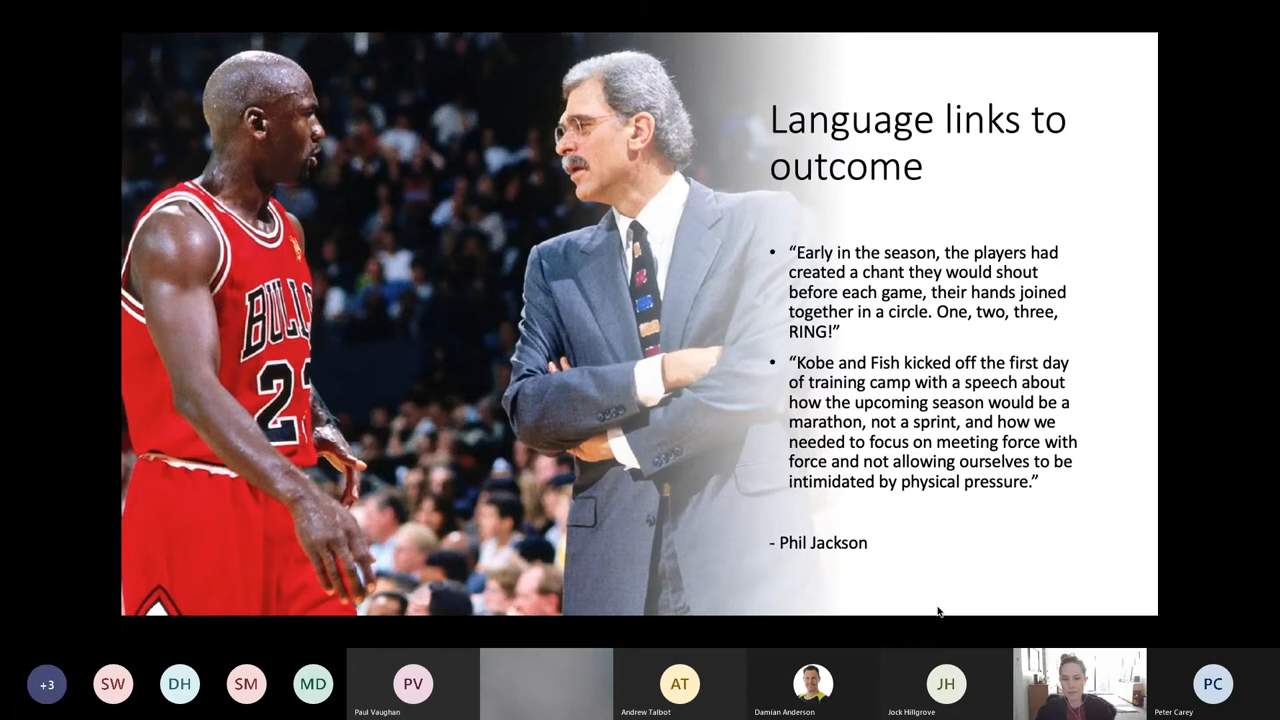 Language links to
outcome
• “Early in the season, the players had
created a chant they would shout
before each game, their hands joined
together in a circle. One, two, three,
RING!”
• “Kobe and Fish kicked off the first day
of training camp with a speech about
how the upcoming season would be a
marathon, not a sprint, and how we
needed to focus on meeting force with
force and not allowing ourselves to be
intimidated by physical pressure.”
- Phil Jackson
BULLS
23
+3
SW
DH
SM
MD
PV
AT
JH
PC
Paul Vaughan
Andrew Talbot
Damian Anderson
Jock Hillgrove
Peter Carey